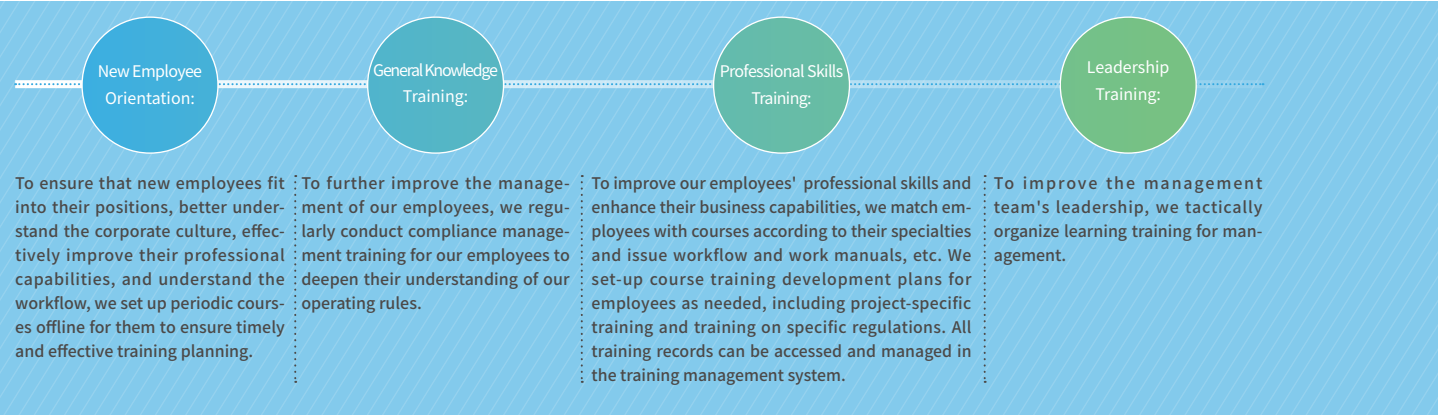 New Employee
Orientation:
General Knowledge
Training:
Professional Skills
Training:
Leadership
Training:
To ensure that new employees fit
into their positions, better under-
stand the corporate culture, effec-
tively improve their professional
capabilities, and understand the
workflow, we set up periodic cours-
es offline for them to ensure timely
and effective training planning.
To further improve the manage-
ment of our employees, we regu-
larly conduct compliance manage-
ment training for our employees to
deepen their understanding of our
operating rules.
To improve our employees' professional skills and
enhance their business capabilities, we match em-
ployees with courses according to their specialties
and issue workflow and work manuals, etc. We
set-up course training development plans for
employees as needed, including project-specific
training and training on specific regulations. All
training records can be accessed and managed in
the training management system.
To improve the management
team's leadership, we tactically
organize learning training for man-
agement.